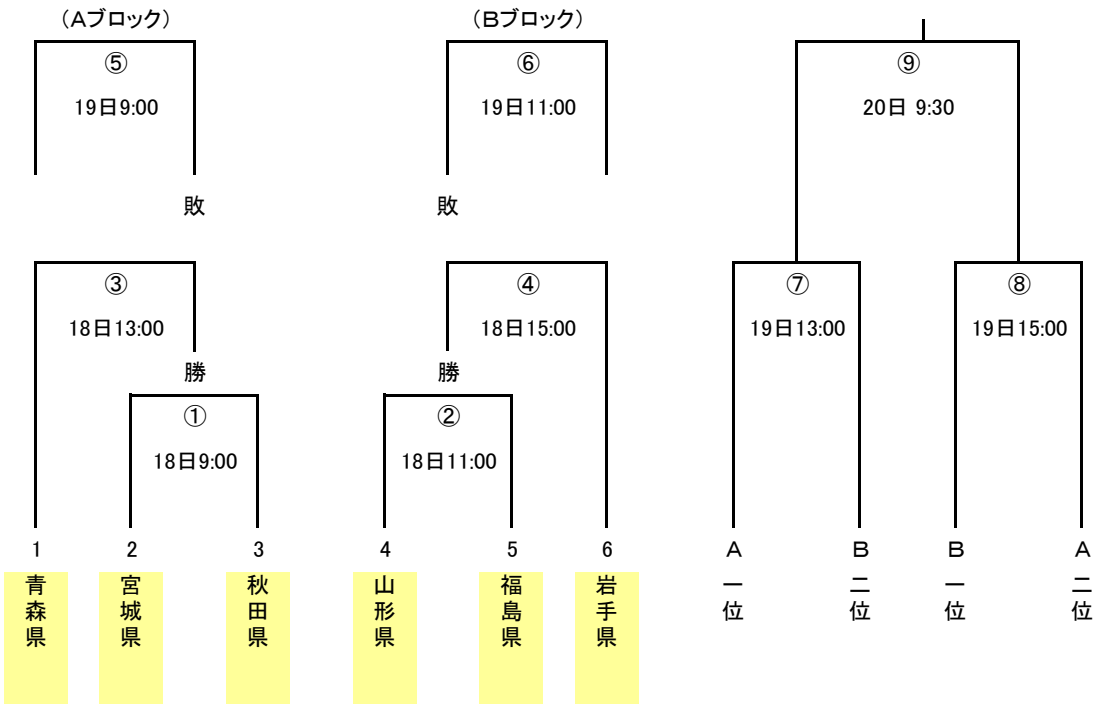 (Aブロック)
⑤
19日9:00
敗
③
18日13:00
勝
①
18日9:00
1
2
3
青森県
宮城県
秋田県
(Bブロック)
⑥
19日11:00
敗
④
18日15:00
勝
②
18日11:00
4
5
6
山形県
福島県
岩手県
⑨
20日 9:30
⑦
19日13:00
⑧
19日15:00
A一位
B二位
B一位
A二位